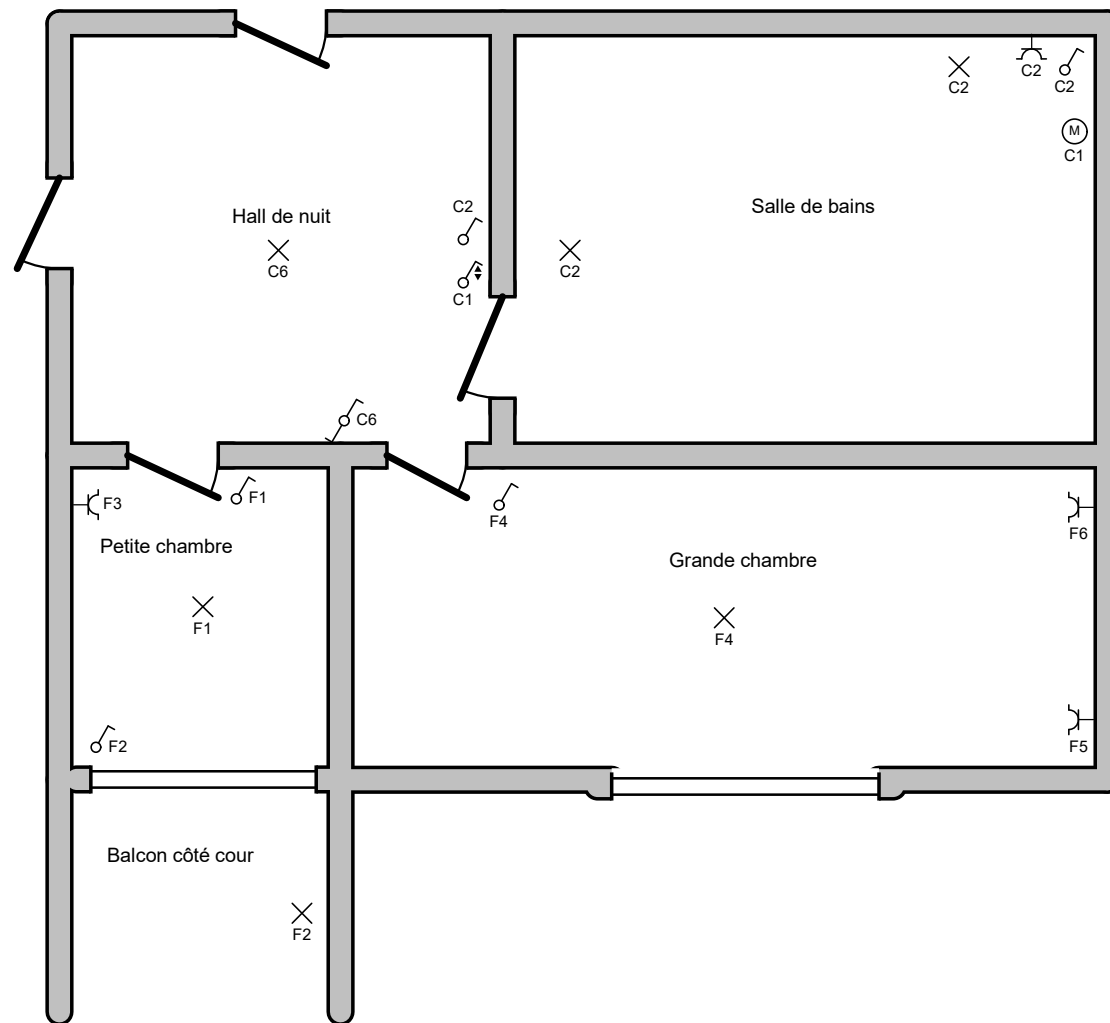 C2
C2
C2
M
C1
Salle de bains
Hall de nuit
C2
C6
C2
C1
C6
F1
F3
F4
F6
Petite chambre
Grande chambre
F1
F4
F2
F5
Balcon côté cour
F2